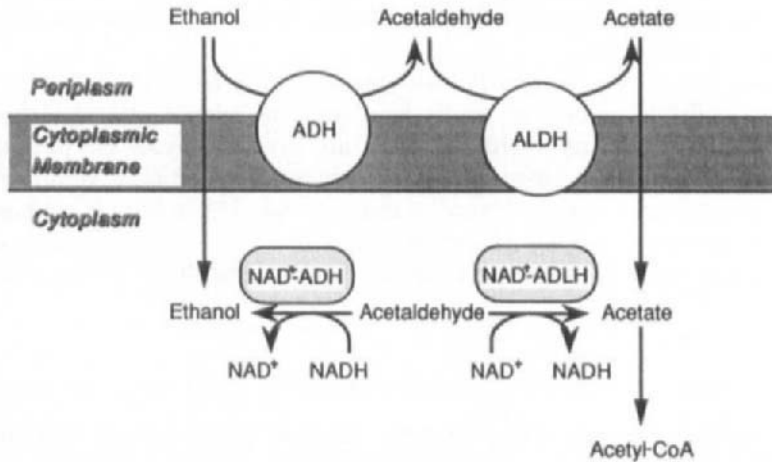 Ethanol Acetaldehyde Acetate
Periplasm
Cytoplasmic
Membrane
ADH ALDH
Cytoplasm
NAD⁺-ADH NAD⁺-ADLH
Ethanol Acetaldehyde Acetate
NAD⁺ NADH NAD⁺ NADH
Acetyl-CoA